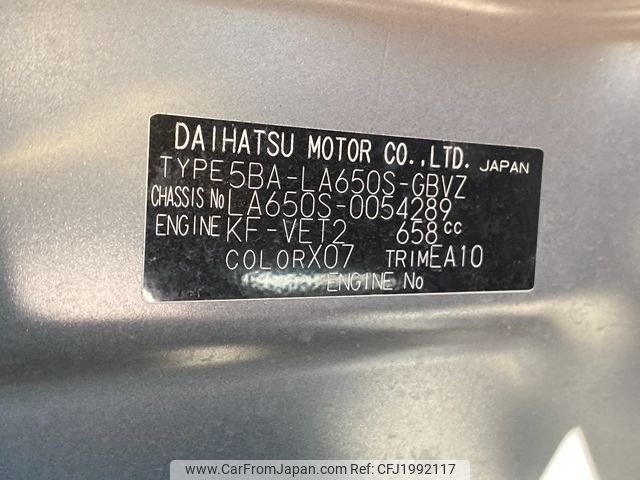 DAIHATSU MOTOR CO.,LTD. JAPAN
TYPE 5BA-LA650S-GBVZ
CHASSIS No LA650S-0054289
ENGINE KF-VET2 658 cc
COLOR X07 TRIM EA10
ENGINE No
www.CarFromJapan.com | Ref Code: CFJ1992117